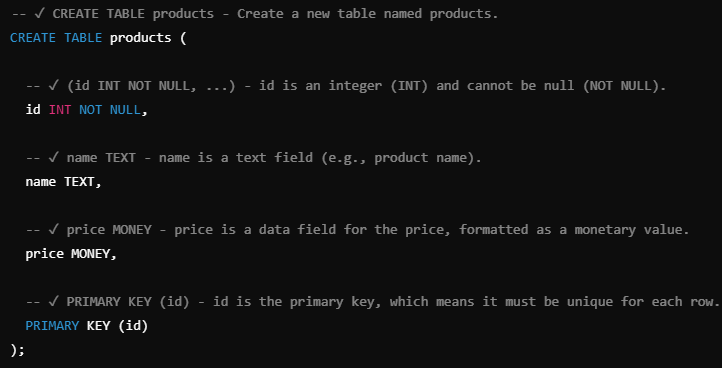 -- ✓ CREATE TABLE products - Create a new table named products.
CREATE TABLE products (
-- ✓ (id INT NOT NULL, ...) - id is an integer (INT) and cannot be null (NOT NULL).
id INT NOT NULL,
-- ✓ name TEXT - name is a text field (e.g., product name).
name TEXT,
-- ✓ price MONEY - price is a data field for the price, formatted as a monetary value.
price MONEY,
-- ✓ PRIMARY KEY (id) - id is the primary key, which means it must be unique for each row.
PRIMARY KEY (id)
);